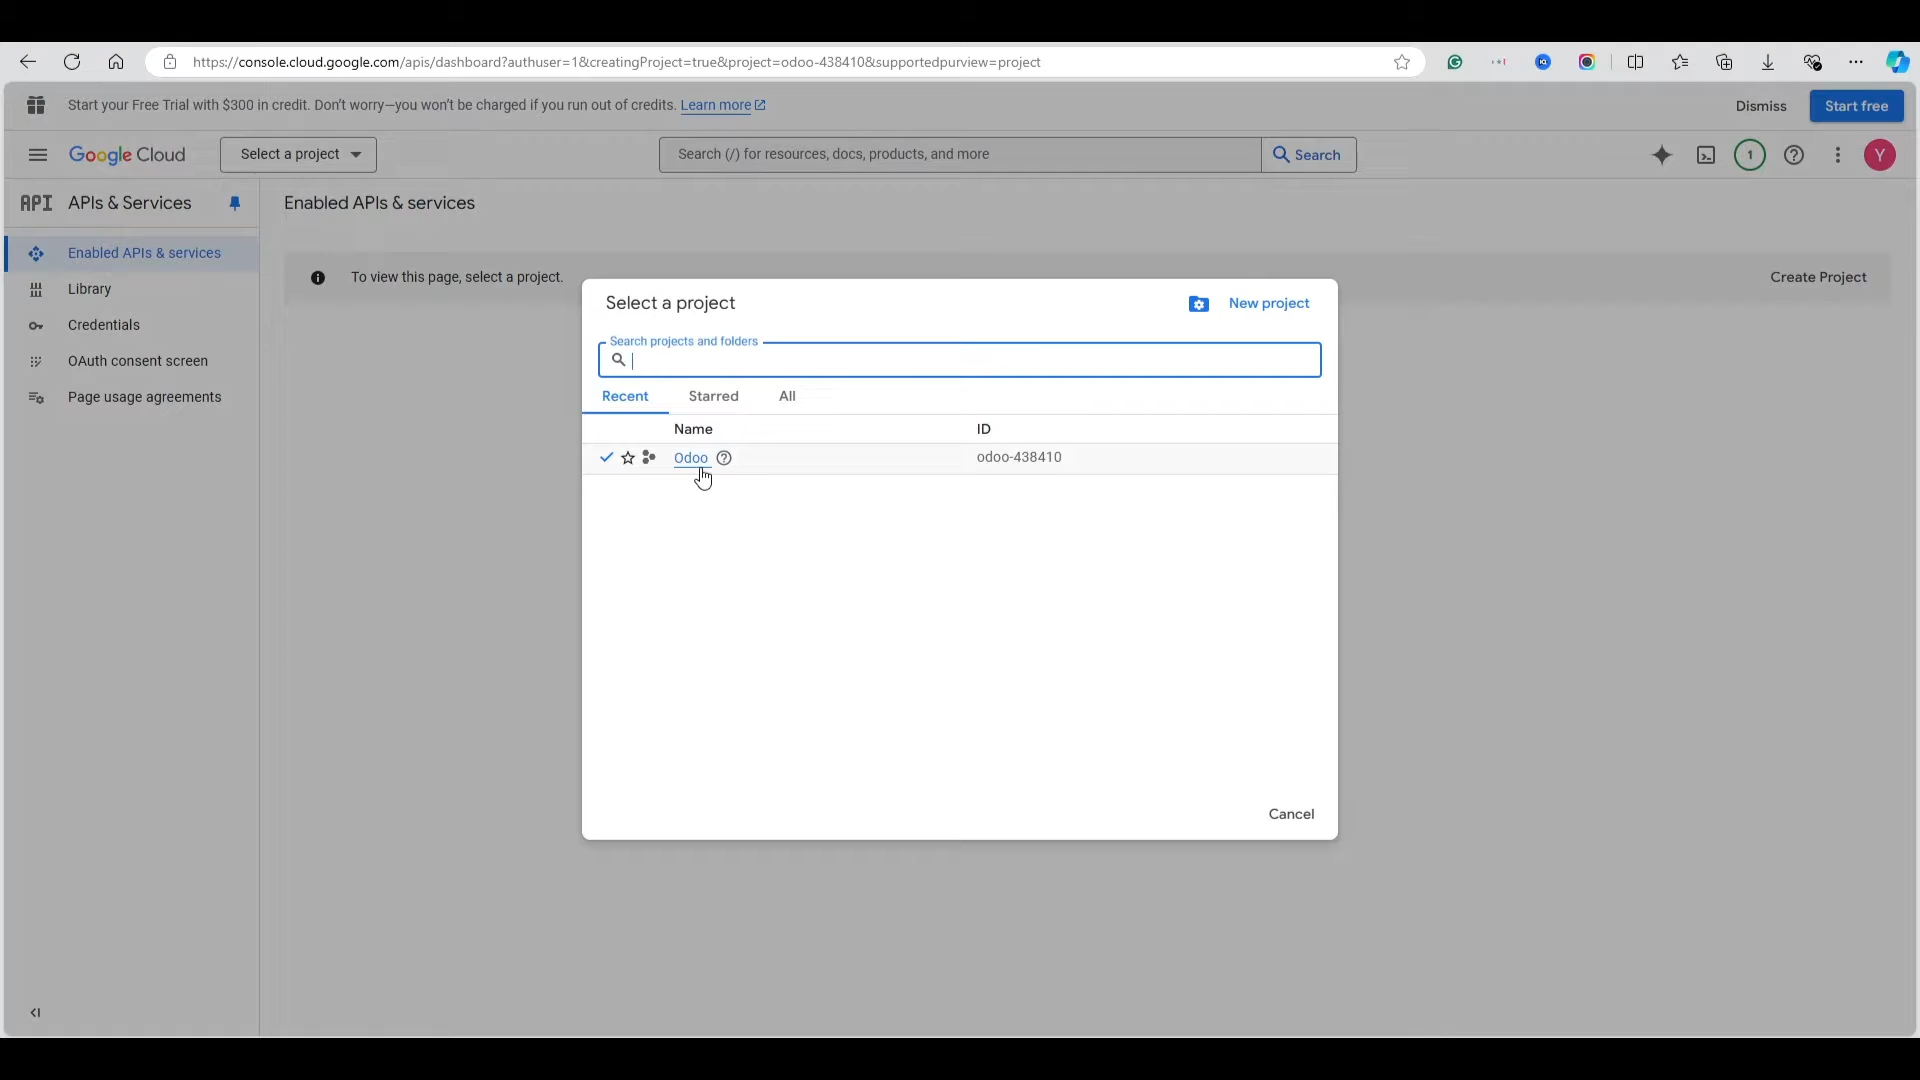 https://console.cloud.google.com/apis/dashboard?authuser=1&creatingProject=true&project=odoo-438410&supportedpurview=project
Start your Free Trial with $300 in credit. Don't worry—you won't be charged if you run out of credits. Learn more
Dismiss
Start free
Google Cloud
Select a project
Search (/) for resources, docs, products, and more
Search
1
Y
API APIs & Services
Enabled APIs & services
Enabled APIs & services
Library
Credentials
OAuth consent screen
Page usage agreements
To view this page, select a project.
Create Project
Select a project
New project
Search projects and folders
Recent
Starred
All
Name
ID
Odoo
odoo-438410
Cancel